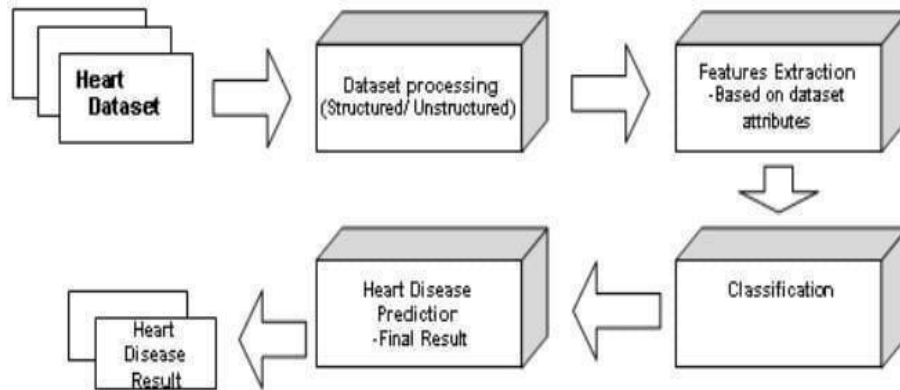 Heart
Dataset
Dataset processing
(Structured/ Unstructured)
Features Extraction
-Based on dataset
attributes
Classification
Heart Disease
Prediction
-Final Result
Heart
Disease
Result